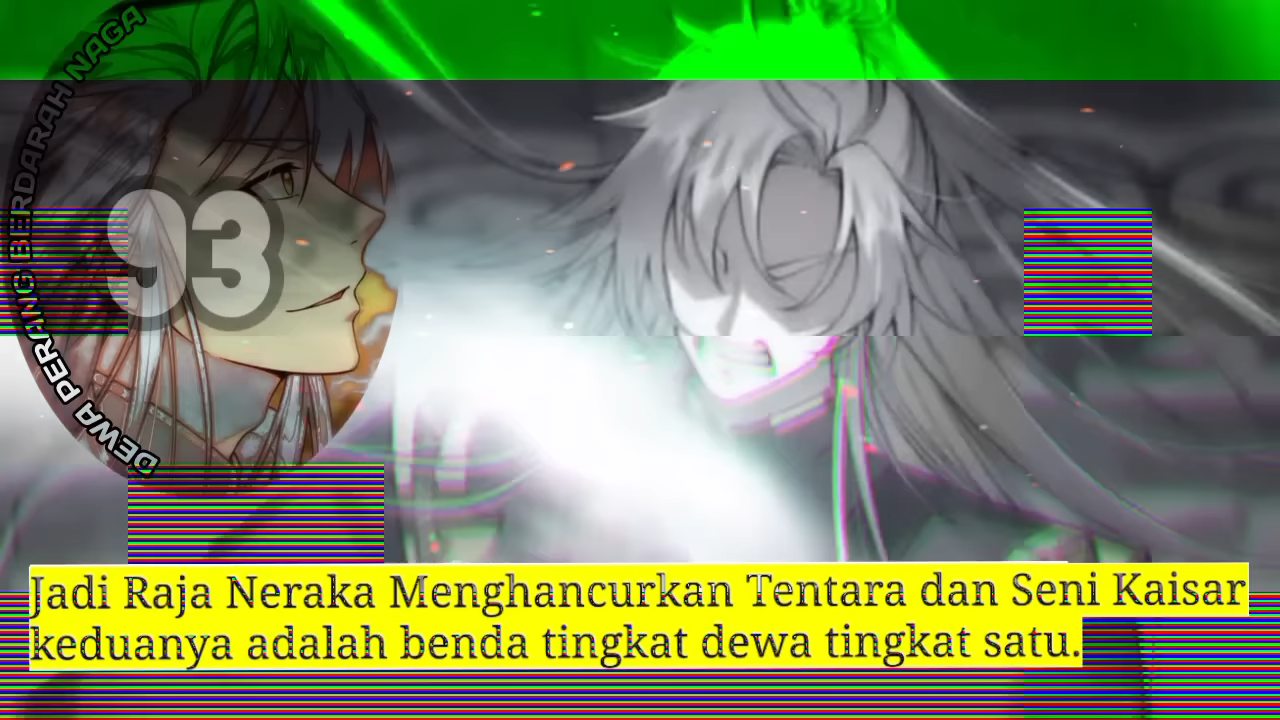 DEWA PERANG BERDARAH NAGA
93
Jadi Raja Neraka Menghancurkan Tentara dan Seni Kaisar
keduanya adalah benda tingkat dewa tingkat satu.